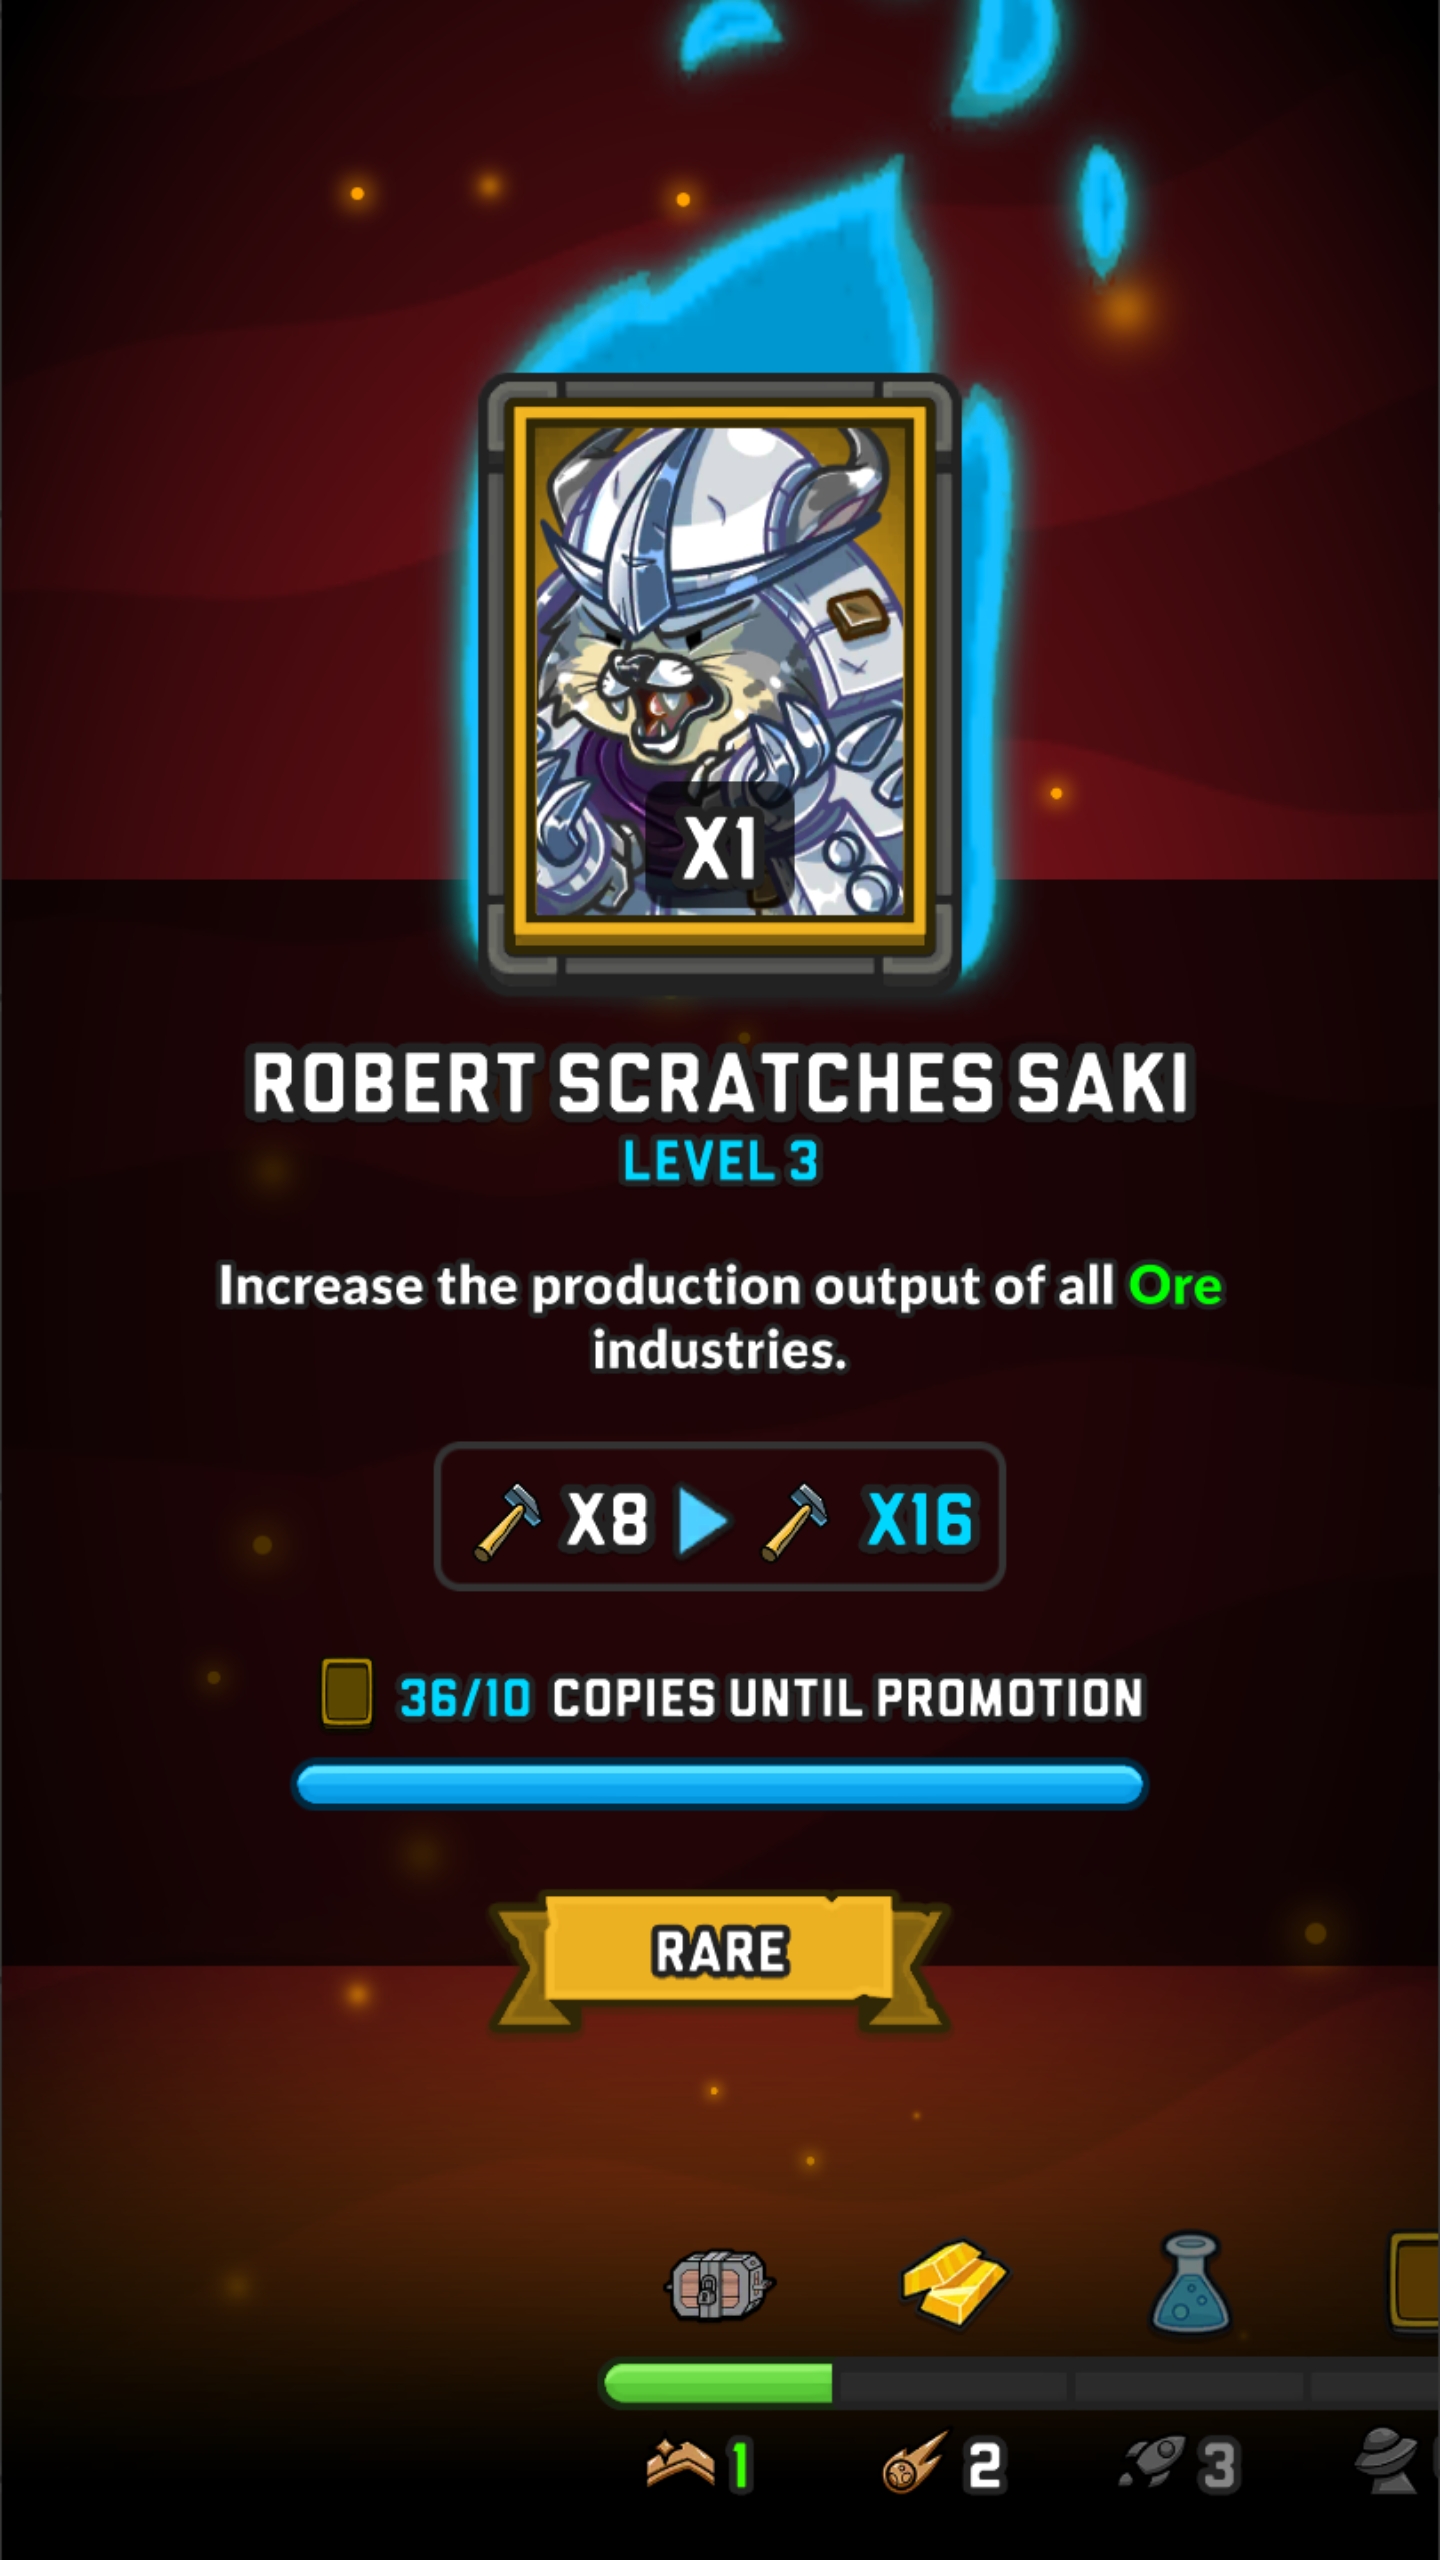 X1
ROBERT SCRATCHES SAKI
LEVEL 3
Increase the production output of all Ore
industries.
X8 X16
36/10 COPIES UNTIL PROMOTION
RARE
1 2 3